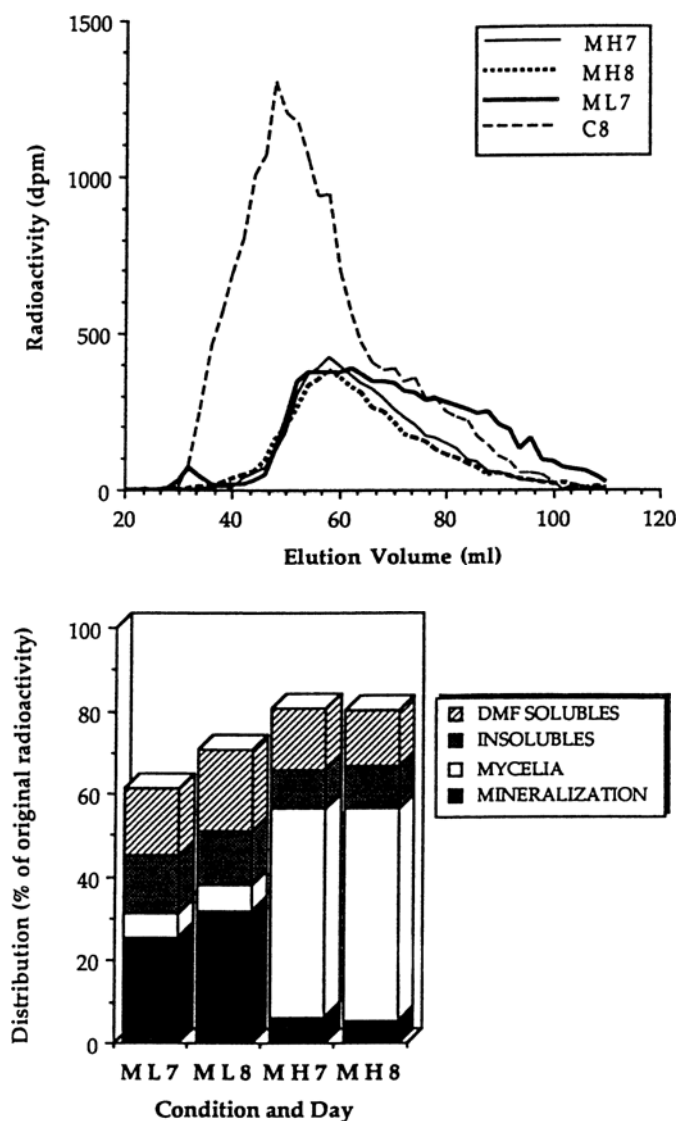 1500
1000
500
0
Radioactivity (dpm)
MH7
MH8
ML7
C8
20
40
60
80
100
120
Elution Volume (ml)
100
80
60
40
20
0
Distribution (% of original radioactivity)
DMF SOLUBLES
INSOLUBLES
MYCELIA
MINERALIZATION
ML7
ML8
MH7
MH8
Condition and Day